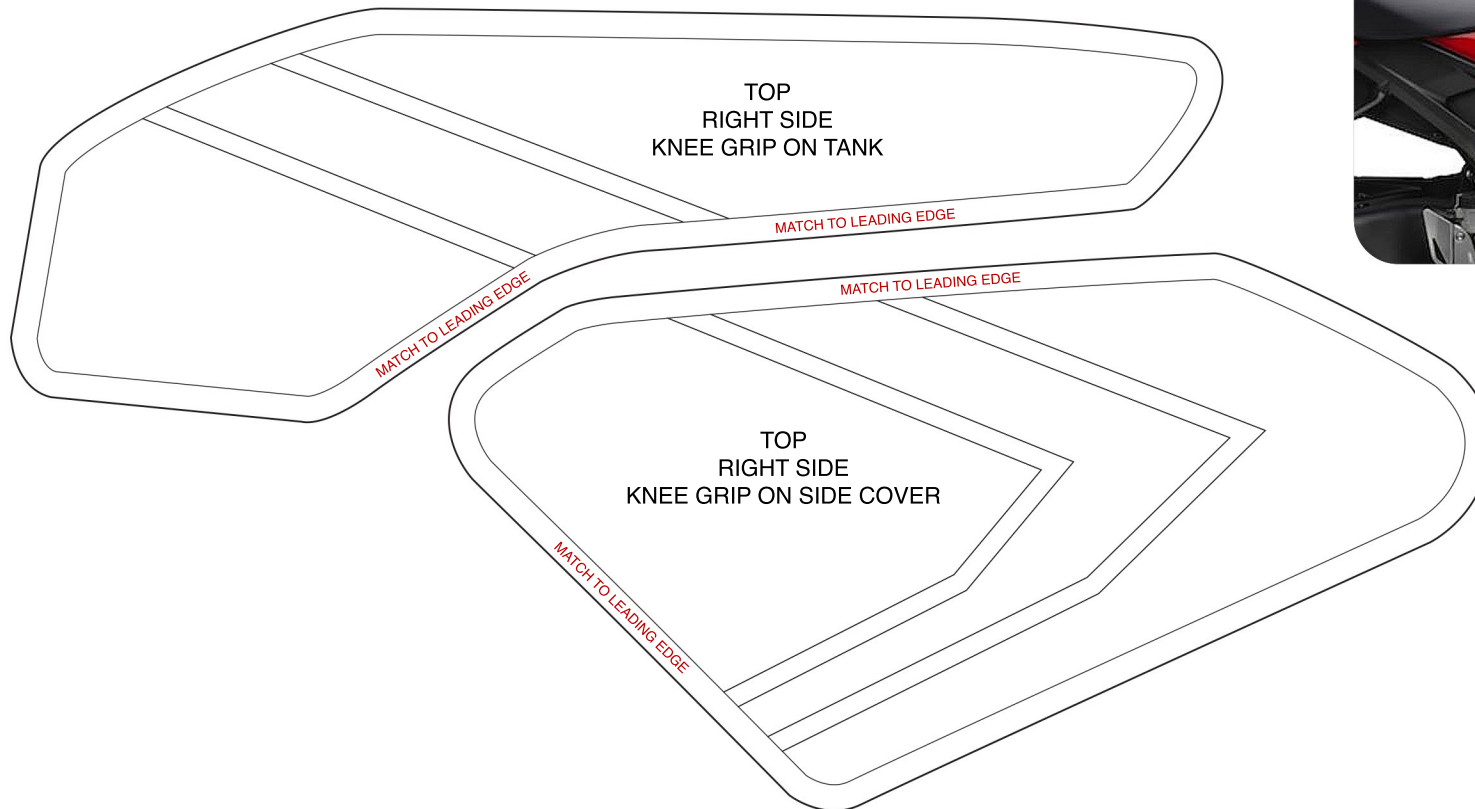 TOP
RIGHT SIDE
KNEE GRIP ON TANK
MATCH TO LEADING EDGE
MATCH TO LEADING EDGE
MATCH TO LEADING EDGE
TOP
RIGHT SIDE
KNEE GRIP ON SIDE COVER
MATCH TO LEADING EDGE